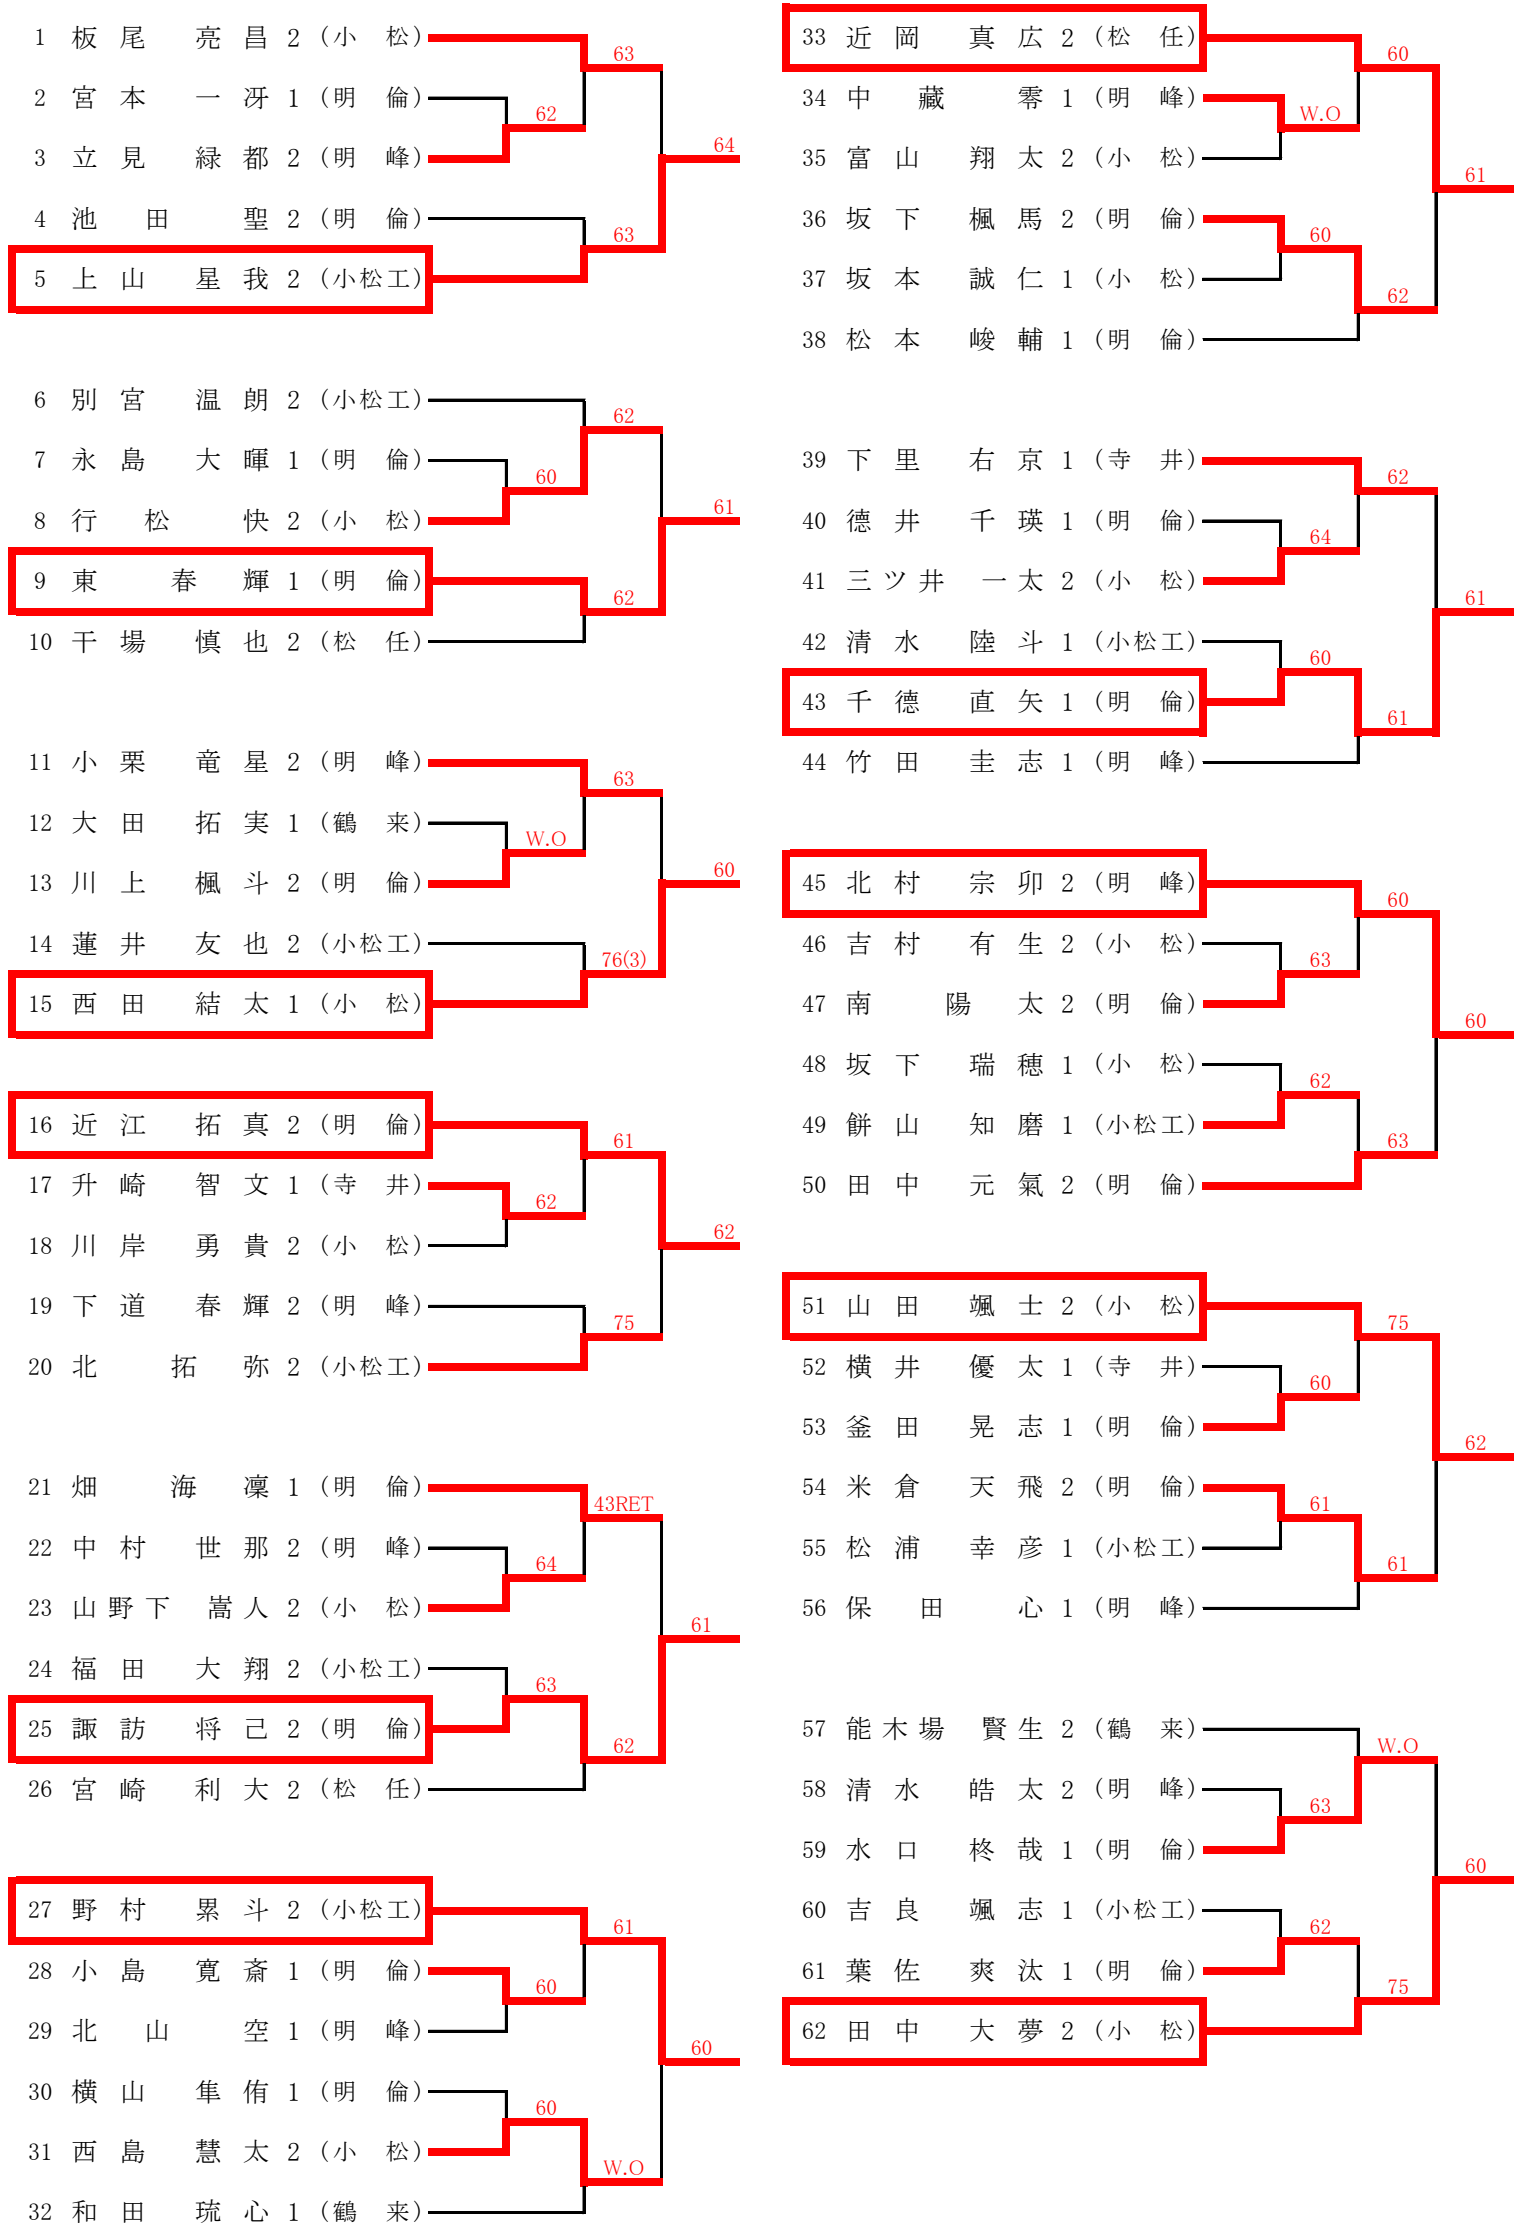 1 板尾 亮昌 2 (小 松)
63
2 宮本 一冴 1 (明 倫)
62
3 立見 緑都 2 (明 峰)
64
4 池田 聖 2 (明 倫)
63
5 上山 星我 2 (小松工)
6 別宮 温朗 2 (小松工)
62
7 永島 大暉 1 (明 倫)
60
8 行松 快 2 (小 松)
61
9 東 春輝 1 (明 倫)
62
10 干場 慎也 2 (松 任)
11 小栗 竜星 2 (明 峰)
63
12 大田 拓実 1 (鶴 来)
W.O
13 川上 楓斗 2 (明 倫)
60
14 蓮井 友也 2 (小松工)
76(3)
15 西田 結太 1 (小 松)
16 近江 拓真 2 (明 倫)
61
17 升崎 智文 1 (寺 井)
62
18 川岸 勇貴 2 (小 松)
62
19 下道 春輝 2 (明 峰)
75
20 北 拓弥 2 (小松工)
21 畑 海凜 1 (明 倫)
43RET
22 中村 世那 2 (明 峰)
64
23 山野下 嵩人 2 (小 松)
61
24 福田 大翔 2 (小松工)
63
25 諏訪 将己 2 (明 倫)
62
26 宮崎 利大 2 (松 任)
27 野村 累斗 2 (小松工)
61
28 小島 寛斎 1 (明 倫)
60
29 北山 空 1 (明 峰)
60
30 横山 隼侑 1 (明 倫)
60
31 西島 慧太 2 (小 松)
W.O
32 和田 琉心 1 (鶴 来)
33 近岡 真広 2 (松 任)
60
34 中藏 零 1 (明 峰)
W.O
35 富山 翔太 2 (小 松)
61
36 坂下 楓馬 2 (明 倫)
60
37 坂本 誠仁 1 (小 松)
62
38 松本 峻輔 1 (明 倫)
39 下里 右京 1 (寺 井)
62
40 德井 千瑛 1 (明 倫)
64
41 三ツ井 一太 2 (小 松)
61
42 清水 陸斗 1 (小松工)
60
43 千德 直矢 1 (明 倫)
61
44 竹田 圭志 1 (明 峰)
45 北村 宗卯 2 (明 峰)
60
46 吉村 有生 2 (小 松)
63
47 南 陽太 2 (明 倫)
60
48 坂下 瑞穂 1 (小 松)
62
49 餅山 知磨 1 (小松工)
63
50 田中 元氣 2 (明 倫)
51 山田 颯士 2 (小 松)
75
52 横井 優太 1 (寺 井)
60
53 釜田 晃志 1 (明 倫)
62
54 米倉 天飛 2 (明 倫)
61
55 松浦 幸彦 1 (小松工)
61
56 保田 心 1 (明 峰)
57 能木場 賢生 2 (鶴 来)
W.O
58 清水 皓太 2 (明 峰)
63
59 水口 柊哉 1 (明 倫)
60
60 吉良 颯志 1 (小松工)
62
61 葉佐 爽汰 1 (明 倫)
75
62 田中 大夢 2 (小 松)